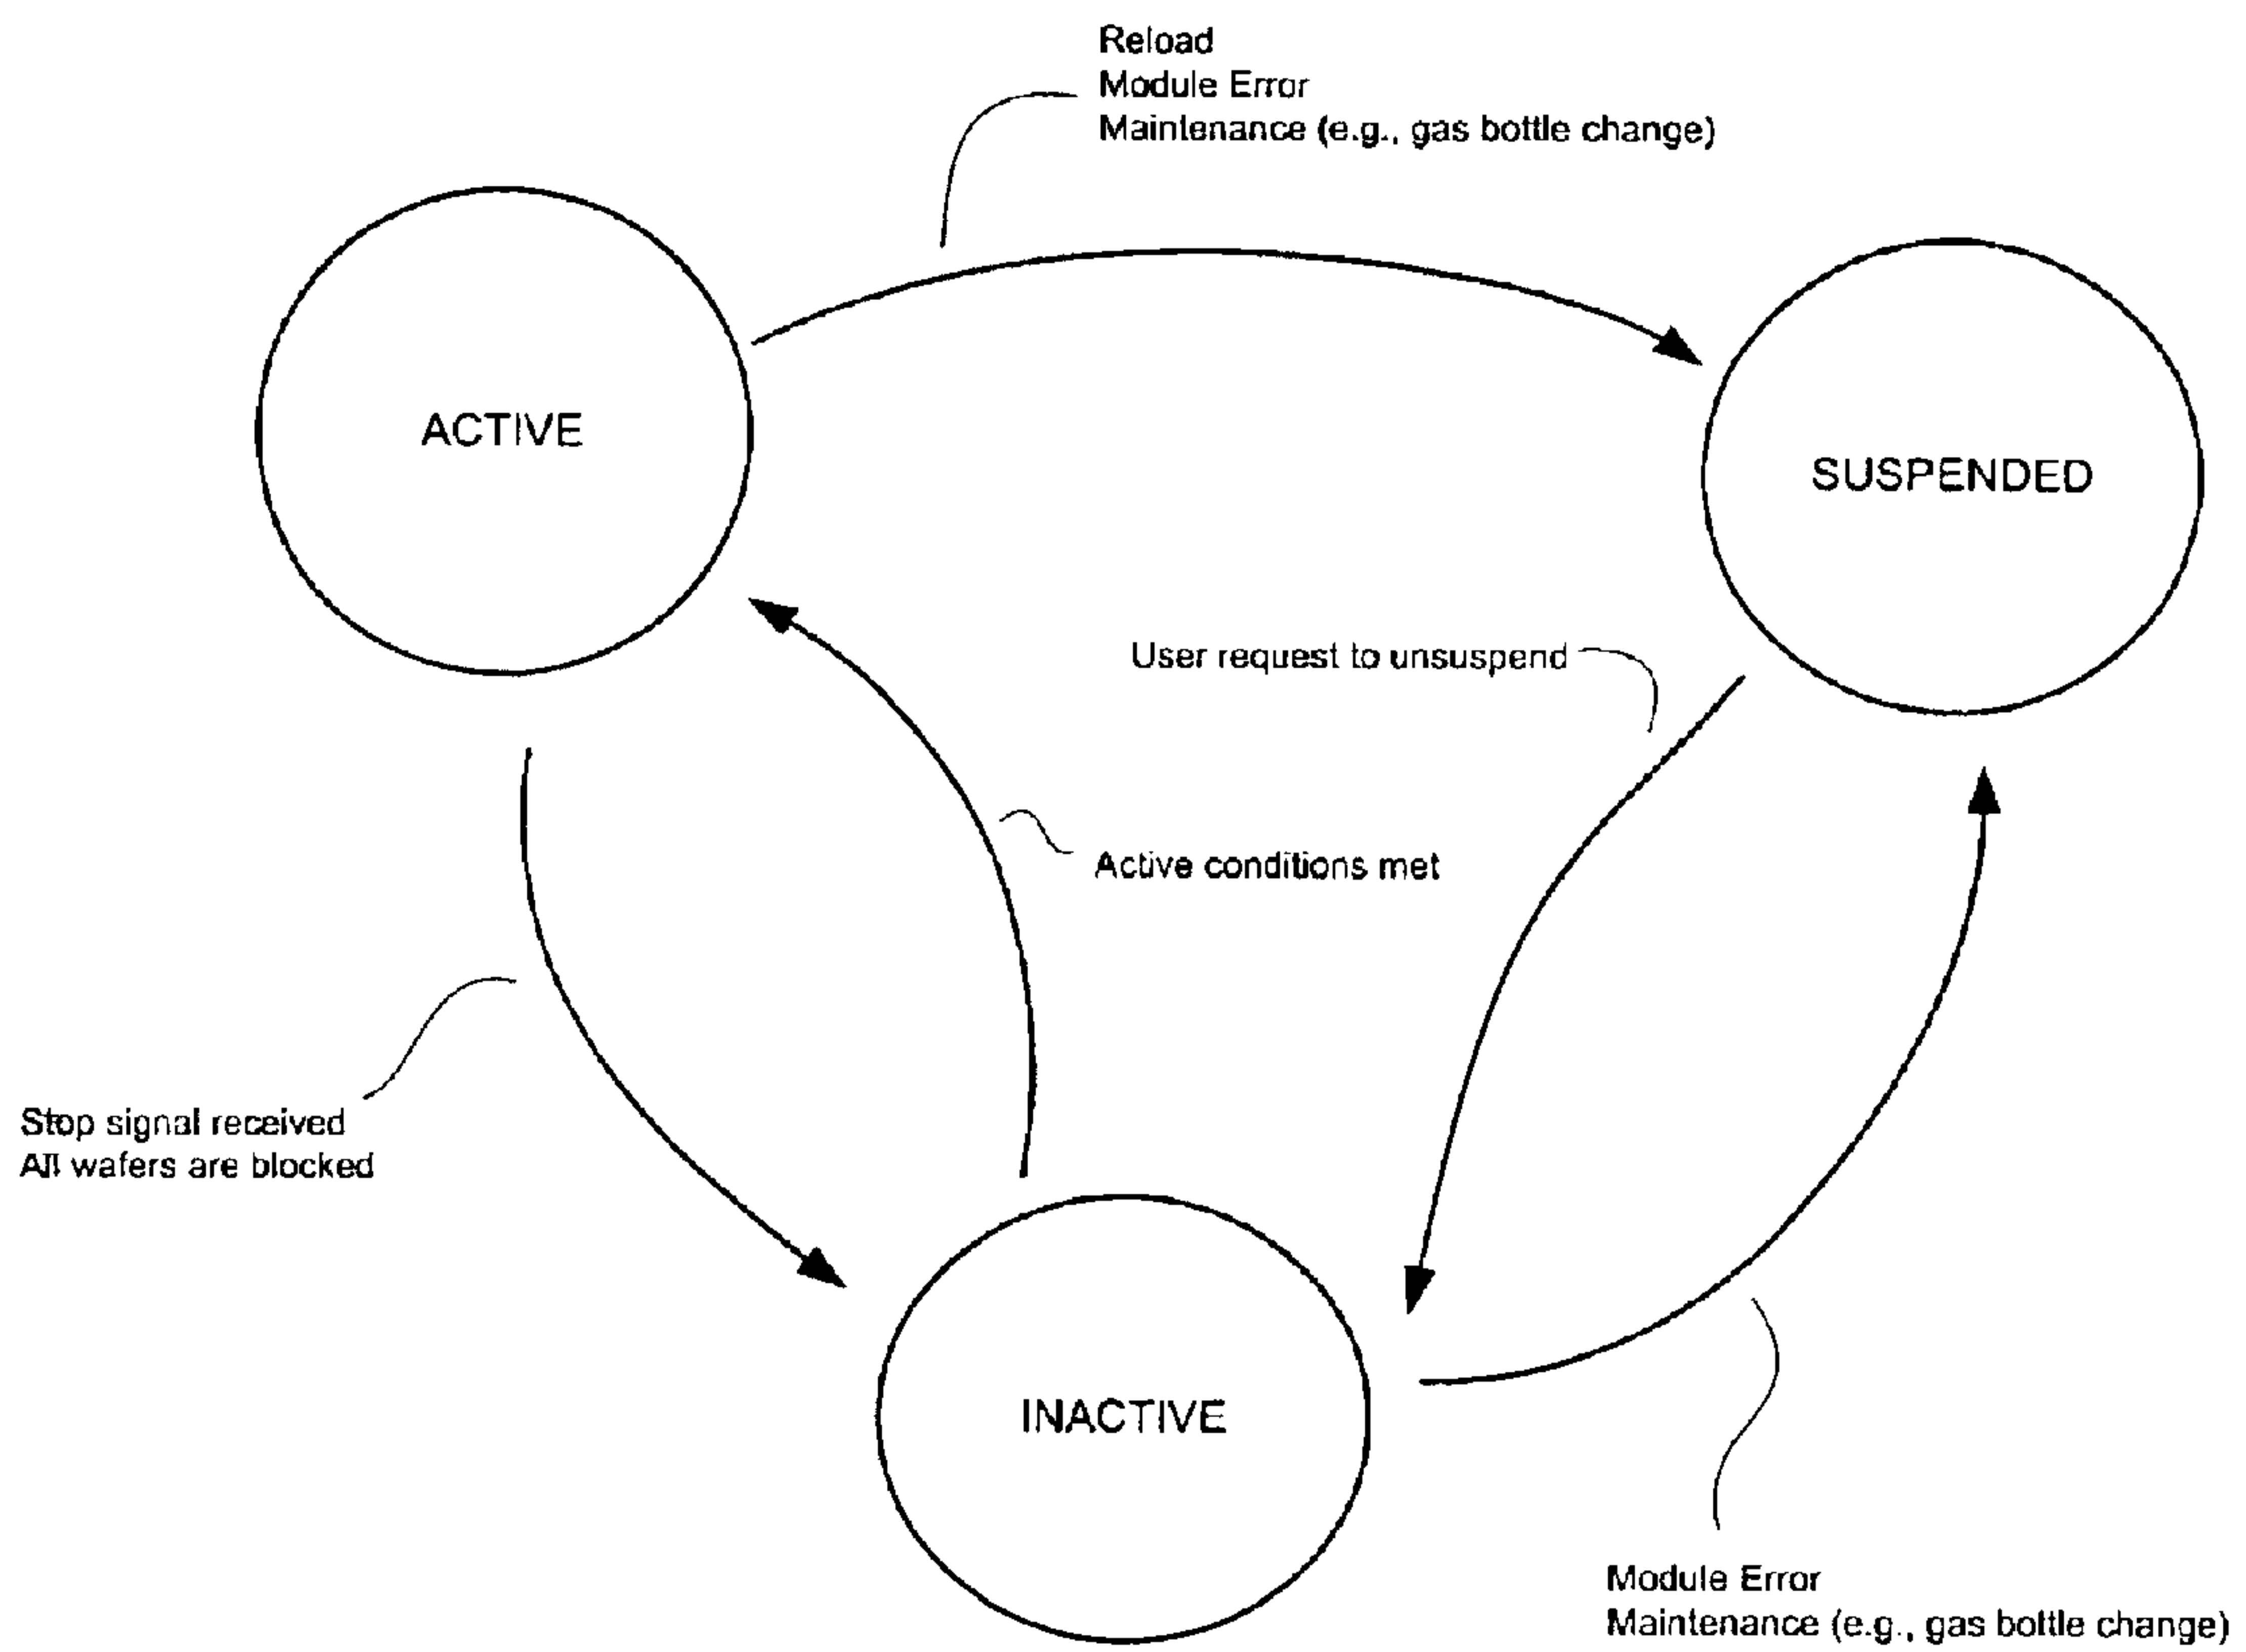 Reload
Module Error
Maintenance (e.g., gas bottle change)
ACTIVE
SUSPENDED
User request to unsuspend
Active conditions met
Stop signal received
All wafers are blocked
INACTIVE
Module Error
Maintenance (e.g., gas bottle change)